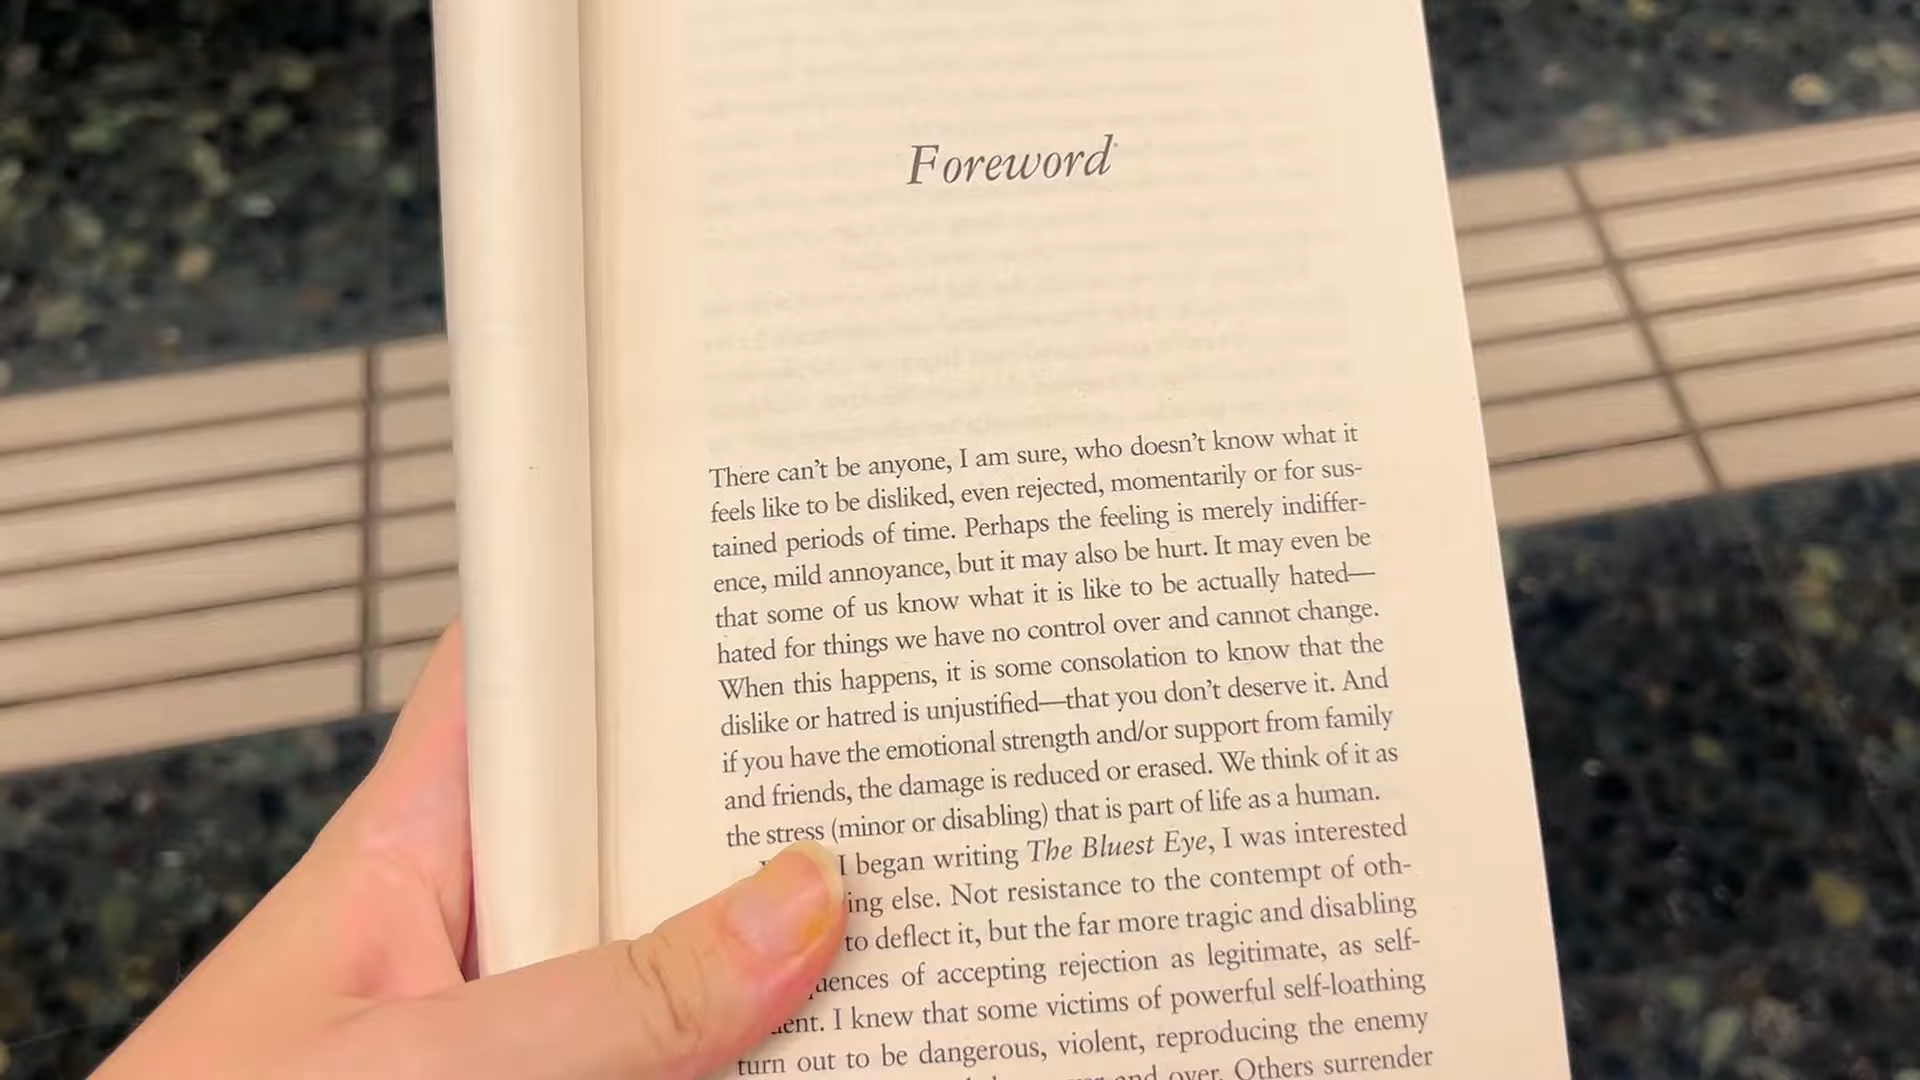 Foreword
There can't be anyone, I am sure, who doesn't know what it
feels like to be disliked, even rejected, momentarily or for sus-
tained periods of time. Perhaps the feeling is merely indiffer-
ence, mild annoyance, but it may also be hurt. It may even be
that some of us know what it is like to be actually hated—
hated for things we have no control over and cannot change.
When this happens, it is some consolation to know that the
dislike or hatred is unjustified—that you don't deserve it. And
if you have the emotional strength and/or support from family
and friends, the damage is reduced or erased. We think of it as
the stress (minor or disabling) that is part of life as a human.
I began writing The Bluest Eye, I was interested
ing else. Not resistance to the contempt of oth-
to deflect it, but the far more tragic and disabling
uences of accepting rejection as legitimate, as self-
ent. I knew that some victims of powerful self-loathing
turn out to be dangerous, violent, reproducing the enemy
and over. Others surrender